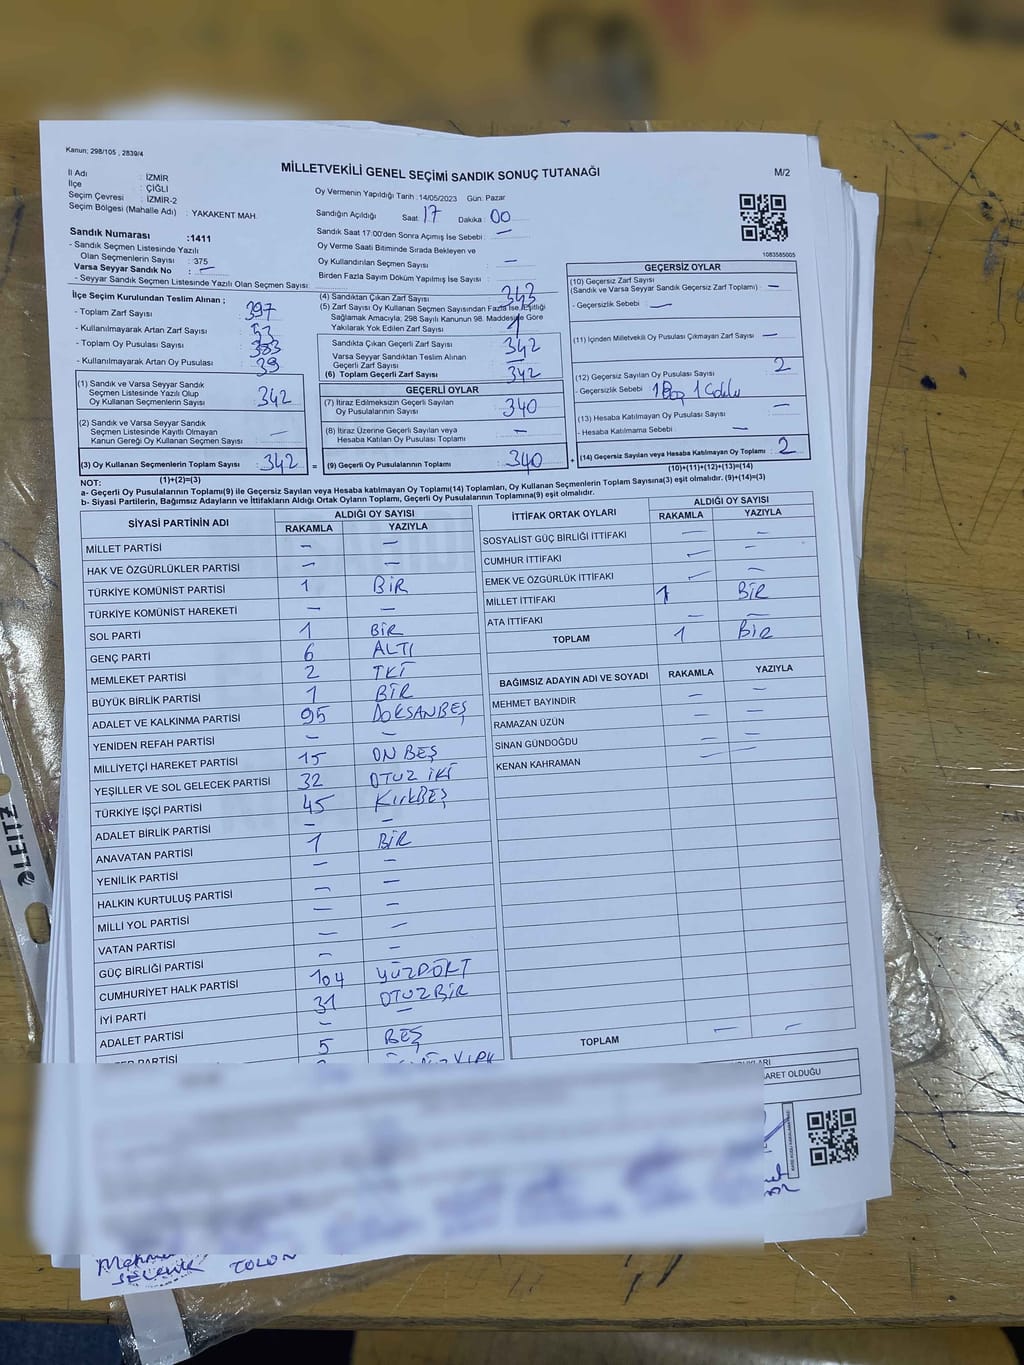 Kanun: 298/105 , 2839/4
MİLLETVEKİLİ GENEL SEÇİMİ SANDIK SONUÇ TUTANAĞI
M/2
İl Adı : İZMİR
İlçe : ÇİĞLİ
Seçim Çevresi : İZMİR-2
Seçim Bölgesi (Mahalle Adı) : YAKAKENT MAH.
Sandık Numarası :1411
- Sandık Seçmen Listesinde Yazılı
Olan Seçmenlerin Sayısı : 375
Varsa Seyyar Sandık No : —
- Seyyar Sandık Seçmen Listesinde Yazılı Olan Seçmen Sayısı :
Oy Vermenin Yapıldığı Tarih :14/05/2023 Gün: Pazar
Sandığın Açıldığı Saat: 17 Dakika : 00
Sandık Saat 17:00'den Sonra Açılmış İse Sebebi : —
Oy Verme Saati Bitiminde Sırada Bekleyen ve
Oy Kullandırılan Seçmen Sayısı : —
Birden Fazla Sayım Döküm Yapılmış İse Sayısı :
1083585005
İlçe Seçim Kurulundan Teslim Alınan ;
- Toplam Zarf Sayısı : 397
- Kullanılmayarak Artan Zarf Sayısı : 53
- Toplam Oy Pusulası Sayısı : 383
- Kullanılmayarak Artan Oy Pusulası : 39
(1) Sandık ve Varsa Seyyar Sandık
Seçmen Listesinde Yazılı Olup
Oy Kullanan Seçmenlerin Sayısı : 342
(2) Sandık ve Varsa Seyyar Sandık
Seçmen Listesinde Kayıtlı Olmayan
Kanun Gereği Oy Kullanan Seçmen Sayısı : —
(3) Oy Kullanan Seçmenlerin Toplam Sayısı : 342
(1)+(2)=(3)
(4) Sandıktan Çıkan Zarf Sayısı : 343
(5) Zarf Sayısı Oy Kullanan Seçmen Sayısından Fazla İse, Eşitliği
Sağlamak Amacıyla; 298 Sayılı Kanunun 98. Maddesi'de Göre
Yakılarak Yok Edilen Zarf Sayısı : 1
Sandıkta Çıkan Geçerli Zarf Sayısı : 342
Varsa Seyyar Sandıktan Teslim Alınan
Geçerli Zarf Sayısı : —
(6) Toplam Geçerli Zarf Sayısı : 342
GEÇERLİ OYLAR
(7) İtiraz Edilmeksizin Geçerli Sayılan
Oy Pusulalarının Sayısı : 340
(8) İtiraz Üzerine Geçerli Sayılan veya
Hesaba Katılan Oy Pusulası Toplamı : —
= (9) Geçerli Oy Pusulalarının Toplamı : 340
GEÇERSİZ OYLAR
(10) Geçersiz Zarf Sayısı
(Sandık ve Varsa Seyyar Sandık Geçersiz Zarf Toplamı) : —
- Geçersizlik Sebebi : —
(11) İçinden Milletvekili Oy Pusulası Çıkmayan Zarf Sayısı : —
(12) Geçersiz Sayılan Oy Pusulası Sayısı : 2
- Geçersizlik Sebebi : 1 Boş 1 Çoklu
(13) Hesaba Katılmayan Oy Pusulası Sayısı : —
- Hesaba Katılmama Sebebi : —
+ (14) Geçersiz Sayılan veya Hesaba Katılmayan Oy Toplamı : 2
(10)+(11)+(12)+(13)=(14)
NOT:
a- Geçerli Oy Pusulalarının Toplamı(9) ile Geçersiz Sayılan veya Hesaba katılmayan Oy Toplamı(14) Toplamları, Oy Kullanan Seçmenlerin Toplam Sayısına(3) eşit olmalıdır. (9)+(14)=(3)
b- Siyasi Partilerin, Bağımsız Adayların ve İttifakların Aldığı Ortak Oyların Toplamı, Geçerli Oy Pusulalarının Toplamına(9) eşit olmalıdır.
SİYASİ PARTİNİN ADI ALDIĞI OY SAYISI
RAKAMLA YAZIYLA
MİLLET PARTİSİ — —
HAK VE ÖZGÜRLÜKLER PARTİSİ — —
TÜRKİYE KOMÜNİST PARTİSİ 1 BİR
TÜRKİYE KOMÜNİST HAREKETİ — —
SOL PARTİ 1 BİR
GENÇ PARTİ 6 ALTI
MEMLEKET PARTİSİ 2 İKİ
BÜYÜK BİRLİK PARTİSİ 1 BİR
ADALET VE KALKINMA PARTİSİ 95 DOKSANBEŞ
YENİDEN REFAH PARTİSİ — —
MİLLİYETÇİ HAREKET PARTİSİ 15 ON BEŞ
YEŞİLLER VE SOL GELECEK PARTİSİ 32 OTUZ İKİ
TÜRKİYE İŞÇİ PARTİSİ 45 KırkBEŞ
ADALET BİRLİK PARTİSİ — —
ANAVATAN PARTİSİ 1 BİR
YENİLİK PARTİSİ — —
HALKIN KURTULUŞ PARTİSİ — —
MİLLİ YOL PARTİSİ — —
VATAN PARTİSİ — —
GÜÇ BİRLİĞİ PARTİSİ — —
CUMHURİYET HALK PARTİSİ 104 YÜZDÖRT
İYİ PARTİ 31 OTUZBİR
ADALET PARTİSİ — —
PARTİSİ 5 BEŞ
İTTİFAK ORTAK OYLARI ALDIĞI OY SAYISI
RAKAMLA YAZIYLA
SOSYALİST GÜÇ BİRLİĞİ İTTİFAKI — —
CUMHUR İTTİFAKI — —
EMEK VE ÖZGÜRLÜK İTTİFAKI — —
MİLLET İTTİFAKI 1 BİR
ATA İTTİFAKI — —
TOPLAM 1 BİR
BAĞIMSIZ ADAYIN ADI VE SOYADI RAKAMLA YAZIYLA
MEHMET BAYINDIR — —
RAMAZAN ÜZÜN — —
SİNAN GÜNDOĞDU — —
KENAN KAHRAMAN — —
TOPLAM — —
ARET OLDUĞU
SELÇUK
LEITZ